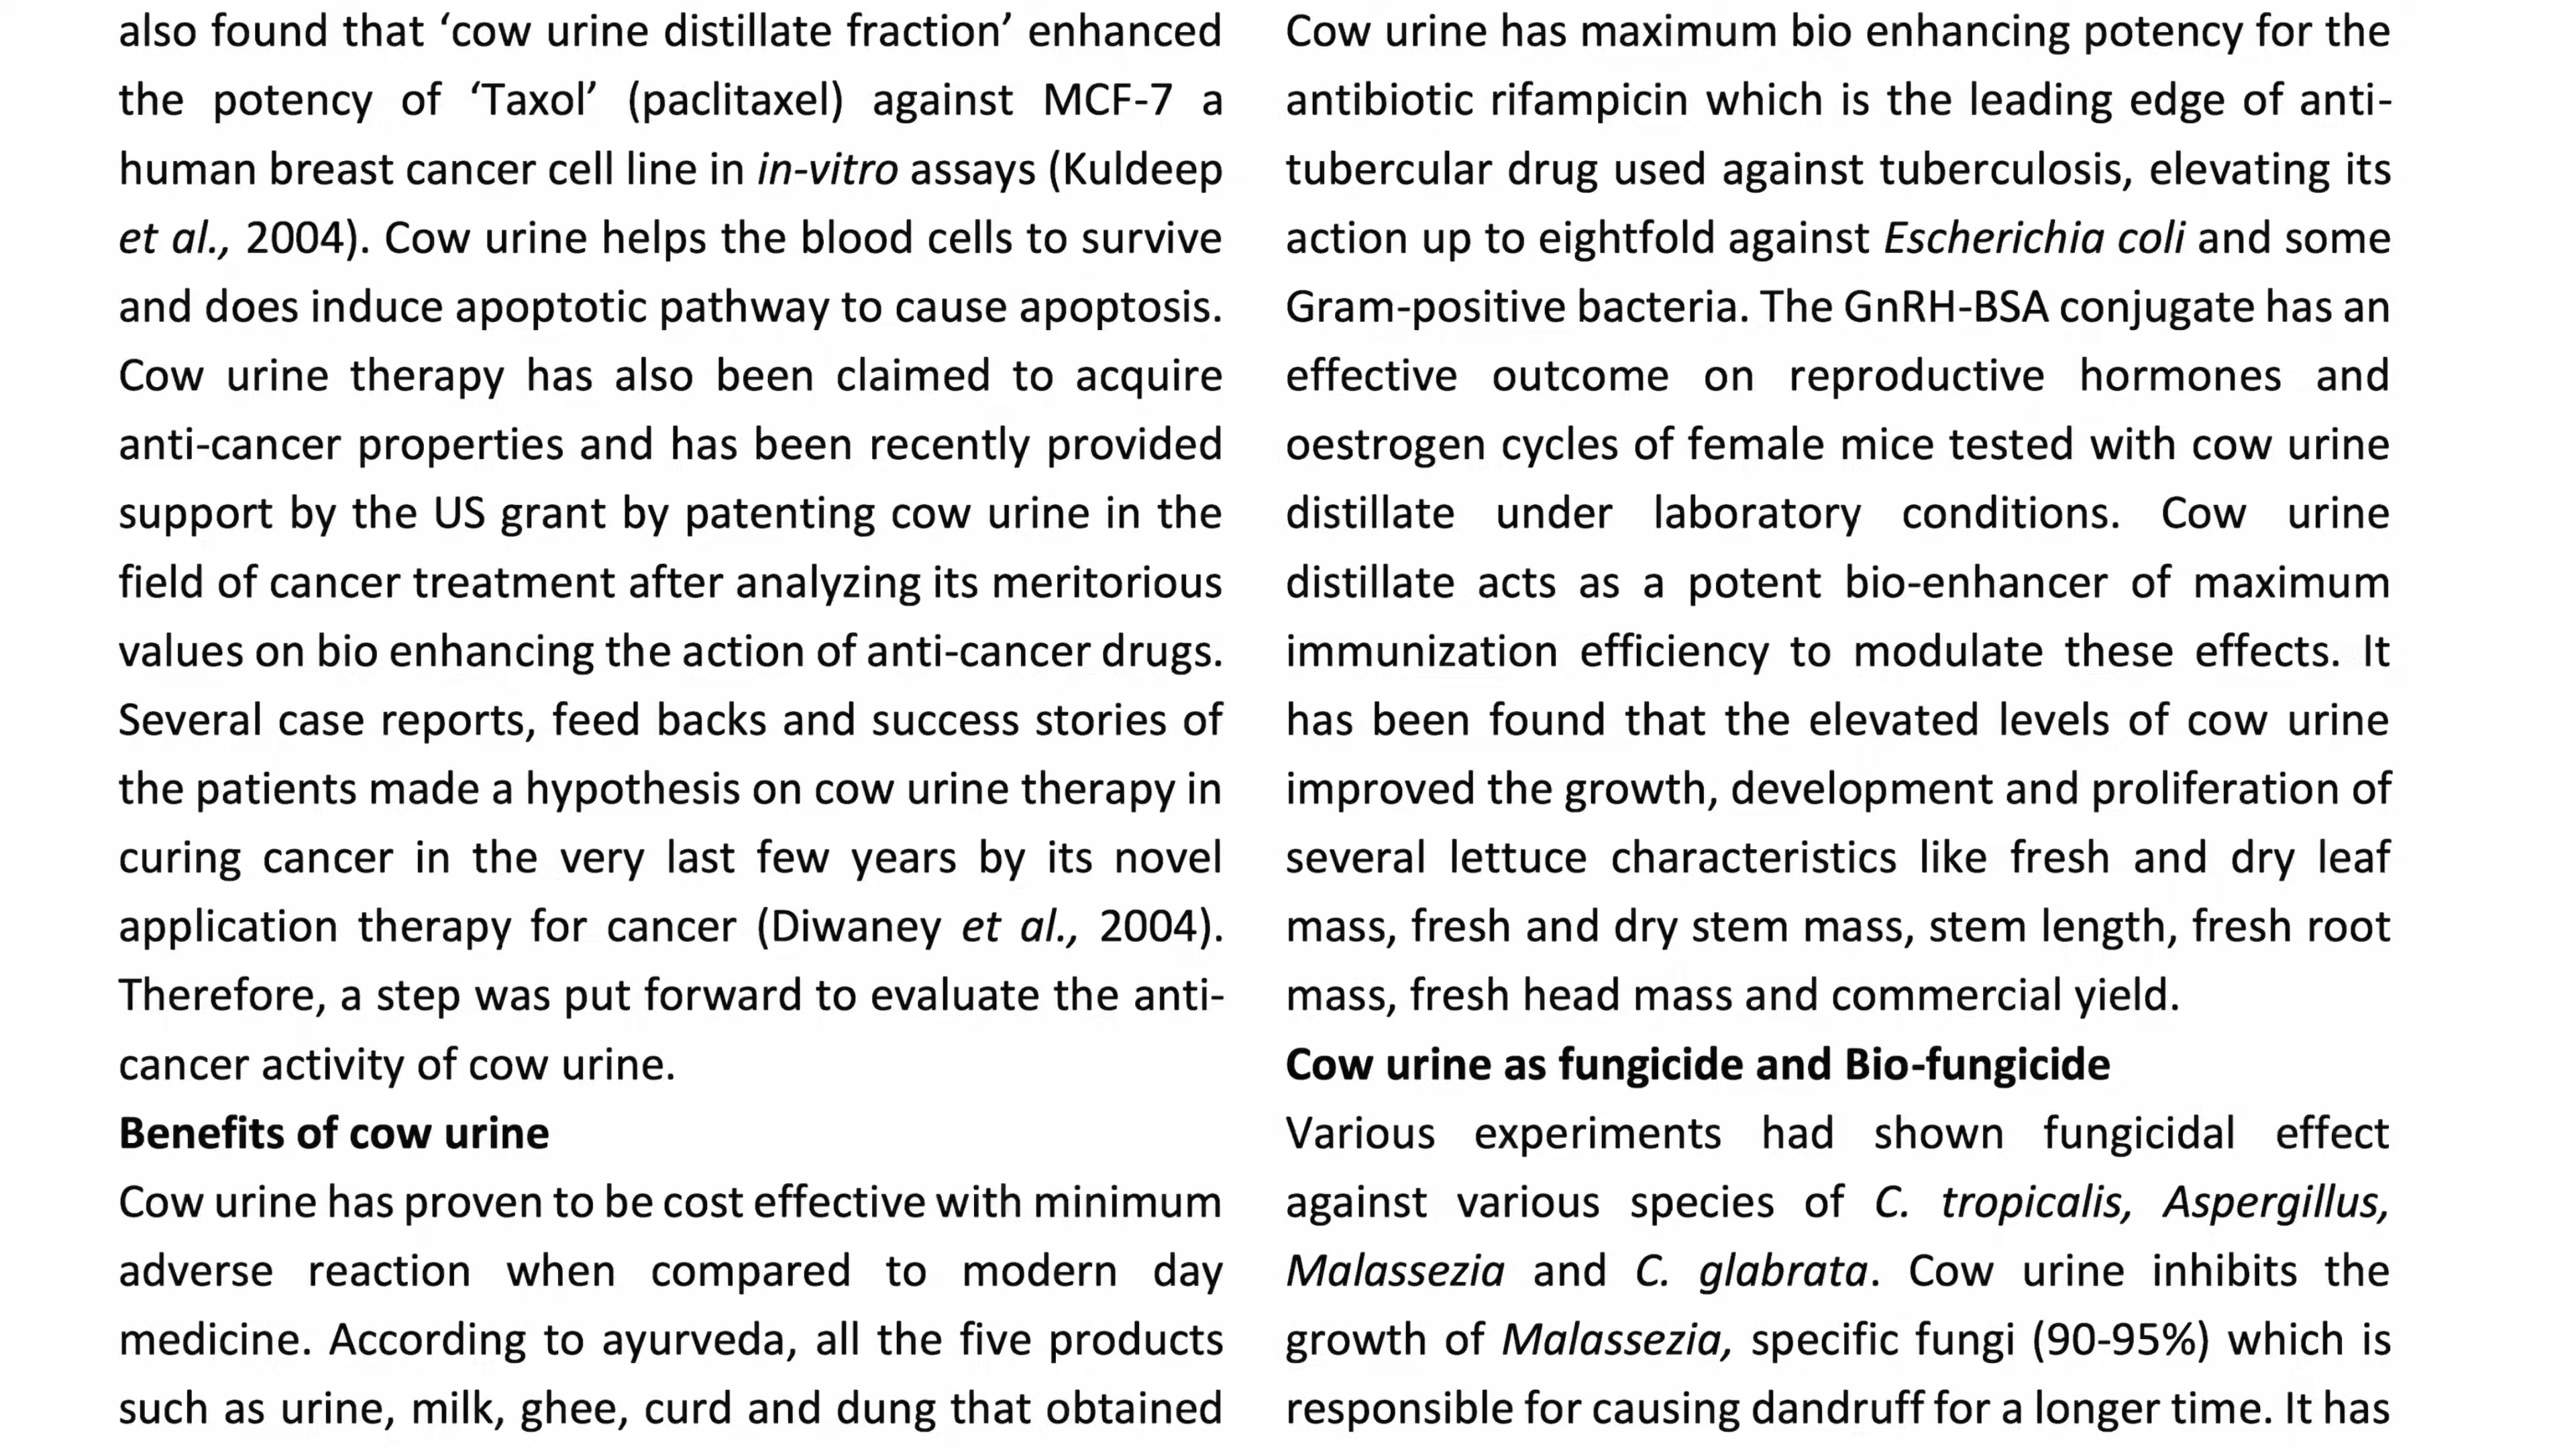 also found that ‘cow urine distillate fraction’ enhanced
the potency of ‘Taxol’ (paclitaxel) against MCF-7 a
human breast cancer cell line in in-vitro assays (Kuldeep
et al., 2004). Cow urine helps the blood cells to survive
and does induce apoptotic pathway to cause apoptosis.
Cow urine therapy has also been claimed to acquire
anti-cancer properties and has been recently provided
support by the US grant by patenting cow urine in the
field of cancer treatment after analyzing its meritorious
values on bio enhancing the action of anti-cancer drugs.
Several case reports, feed backs and success stories of
the patients made a hypothesis on cow urine therapy in
curing cancer in the very last few years by its novel
application therapy for cancer (Diwaney et al., 2004).
Therefore, a step was put forward to evaluate the anti-
cancer activity of cow urine.
Benefits of cow urine
Cow urine has proven to be cost effective with minimum
adverse reaction when compared to modern day
medicine. According to ayurveda, all the five products
such as urine, milk, ghee, curd and dung that obtained
Cow urine has maximum bio enhancing potency for the
antibiotic rifampicin which is the leading edge of anti-
tubercular drug used against tuberculosis, elevating its
action up to eightfold against Escherichia coli and some
Gram-positive bacteria. The GnRH-BSA conjugate has an
effective outcome on reproductive hormones and
oestrogen cycles of female mice tested with cow urine
distillate under laboratory conditions. Cow urine
distillate acts as a potent bio-enhancer of maximum
immunization efficiency to modulate these effects. It
has been found that the elevated levels of cow urine
improved the growth, development and proliferation of
several lettuce characteristics like fresh and dry leaf
mass, fresh and dry stem mass, stem length, fresh root
mass, fresh head mass and commercial yield.
Cow urine as fungicide and Bio-fungicide
Various experiments had shown fungicidal effect
against various species of C. tropicalis, Aspergillus,
Malassezia and C. glabrata. Cow urine inhibits the
growth of Malassezia, specific fungi (90-95%) which is
responsible for causing dandruff for a longer time. It has